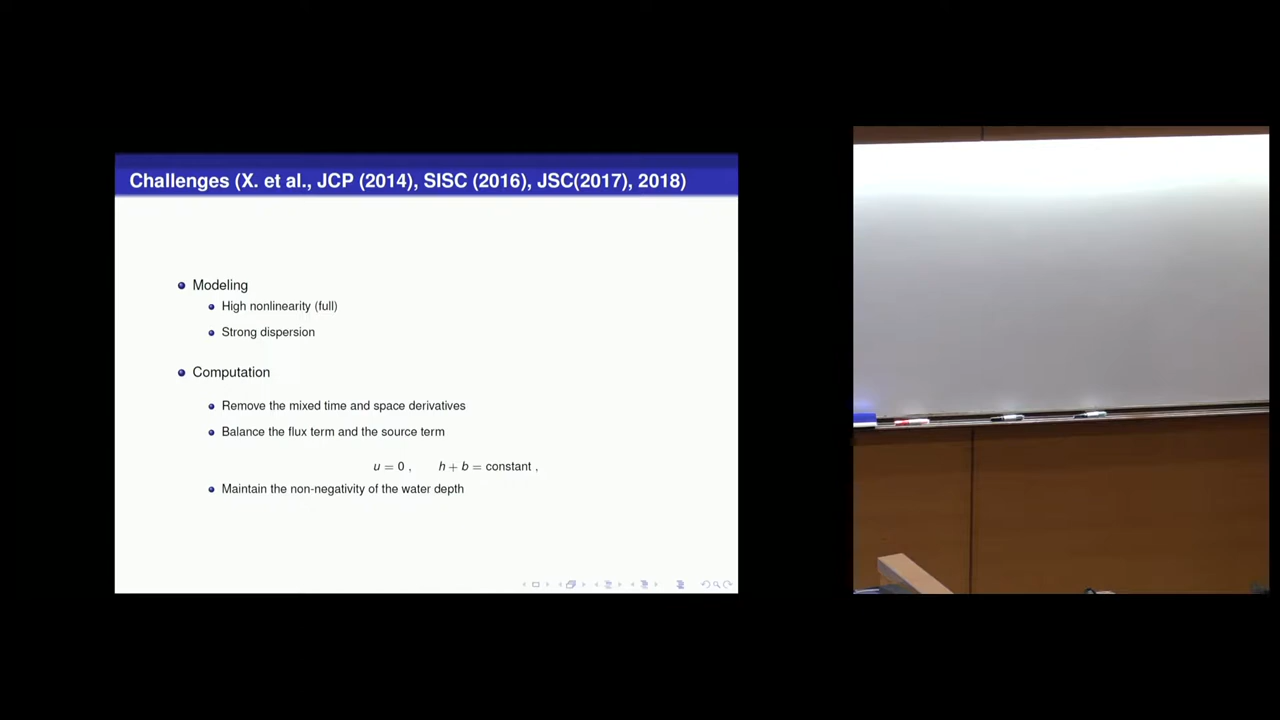 Challenges (X. et al., JCP (2014), SISC (2016), JSC(2017), 2018)
Modeling
High nonlinearity (full)
Strong dispersion
Computation
Remove the mixed time and space derivatives
Balance the flux term and the source term
u = 0 , h + b = constant ,
Maintain the non-negativity of the water depth